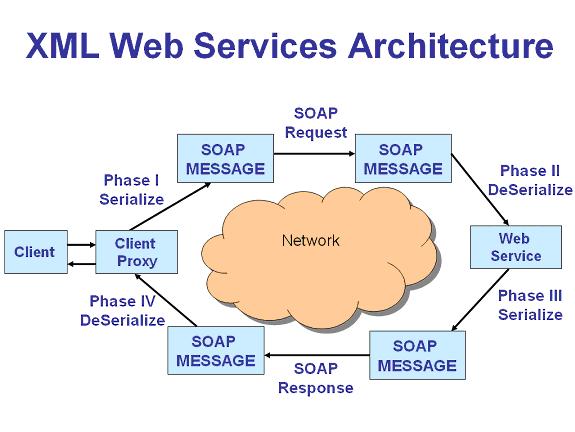 XML Web Services Architecture
SOAP
Request
SOAP
MESSAGE
SOAP
MESSAGE
Phase I
Serialize
Phase II
DeSerialize
Client
Client
Proxy
Network
Web
Service
Phase IV
DeSerialize
Phase III
Serialize
SOAP
MESSAGE
SOAP
Response
SOAP
MESSAGE